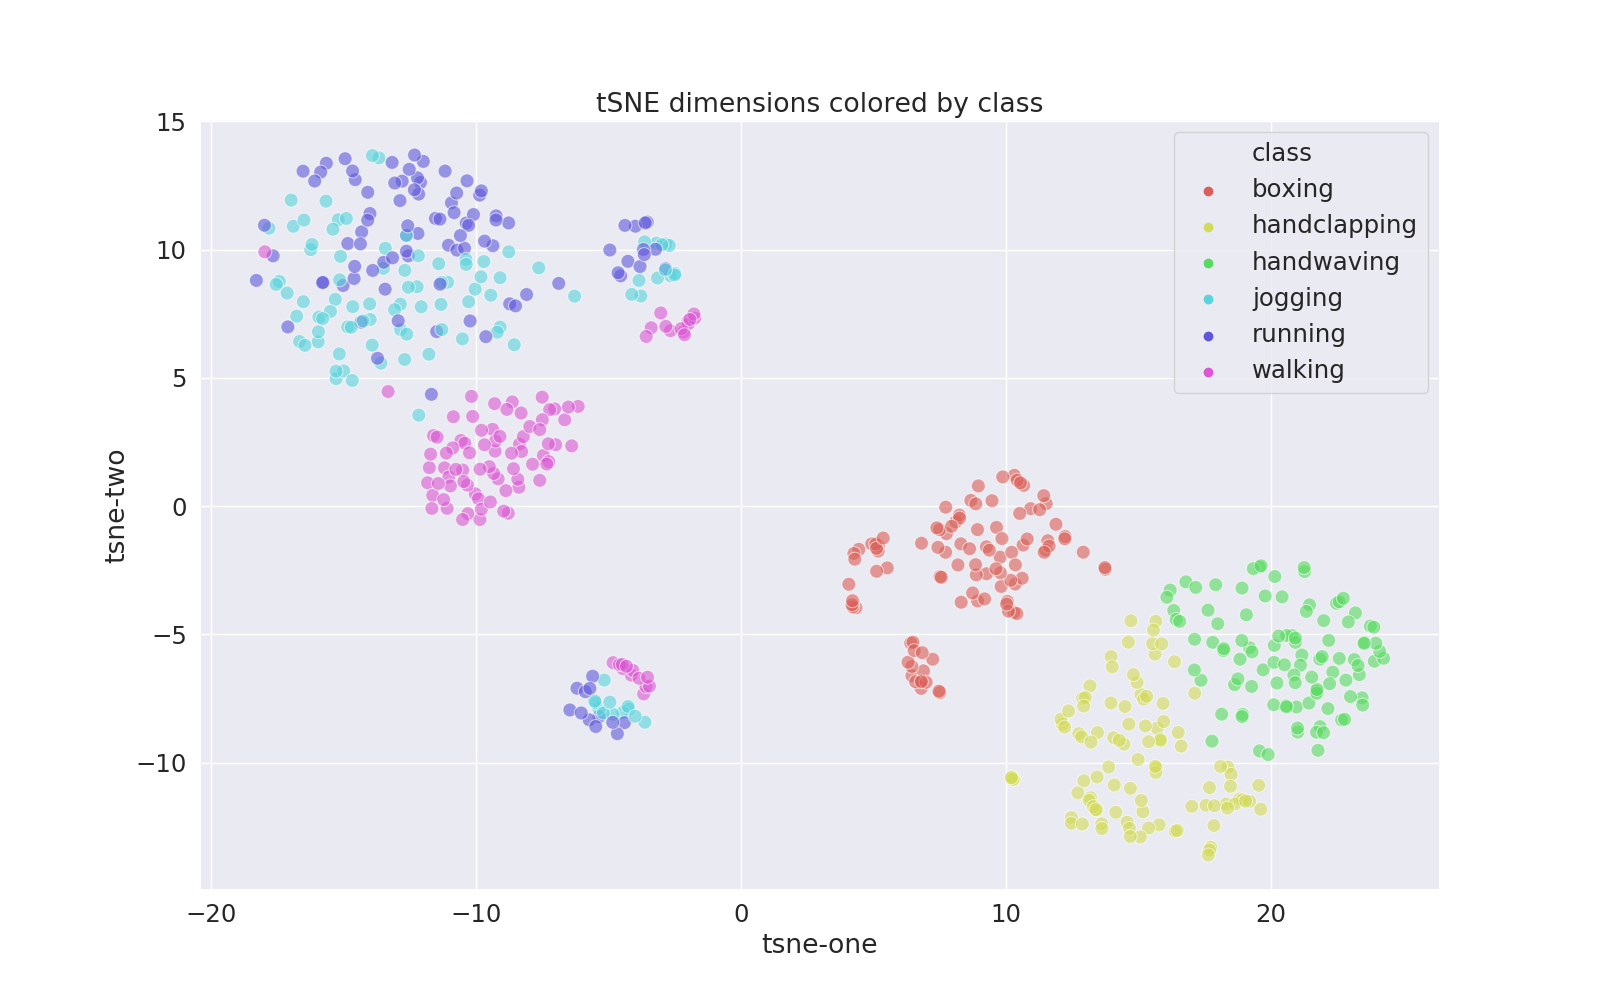 tSNE dimensions colored by class
class
boxing
handclapping
handwaving
jogging
running
walking
15
10
5
0
−5
−10
tsne-two
−20
−10
0
10
20
tsne-one